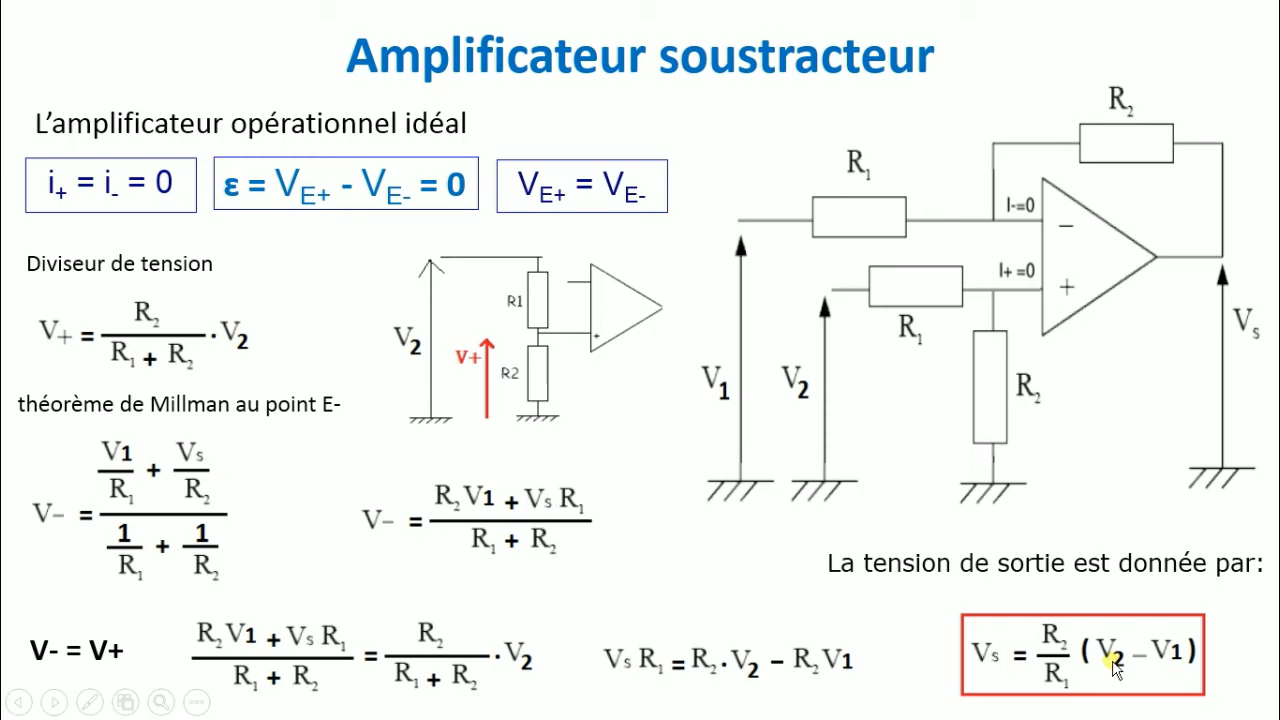 Amplificateur soustracteur
L’amplificateur opérationnel idéal
i₊ = i₋ = 0
ε = V_E+ - V_E- = 0
V_E+ = V_E-
Diviseur de tension
V+ = R₂ / (R₁ + R₂) · V₂
théorème de Millman au point E-
V- = (V1/R₁ + Vs/R₂) / (1/R₁ + 1/R₂)
V- = (R₂V1 + Vs R₁) / (R₁ + R₂)
V- = V+
(R₂V1 + Vs R₁) / (R₁ + R₂) = R₂ / (R₁ + R₂) · V₂
Vs R₁ = R₂ · V₂ - R₂V1
V₂
V+
R1
R2
+
R₂
R₁
I-=0
−
I+=0
+
R₁
R₂
V₁
V₂
Vs
La tension de sortie est donnée par:
Vs = R₂/R₁ (V₂ - V1)